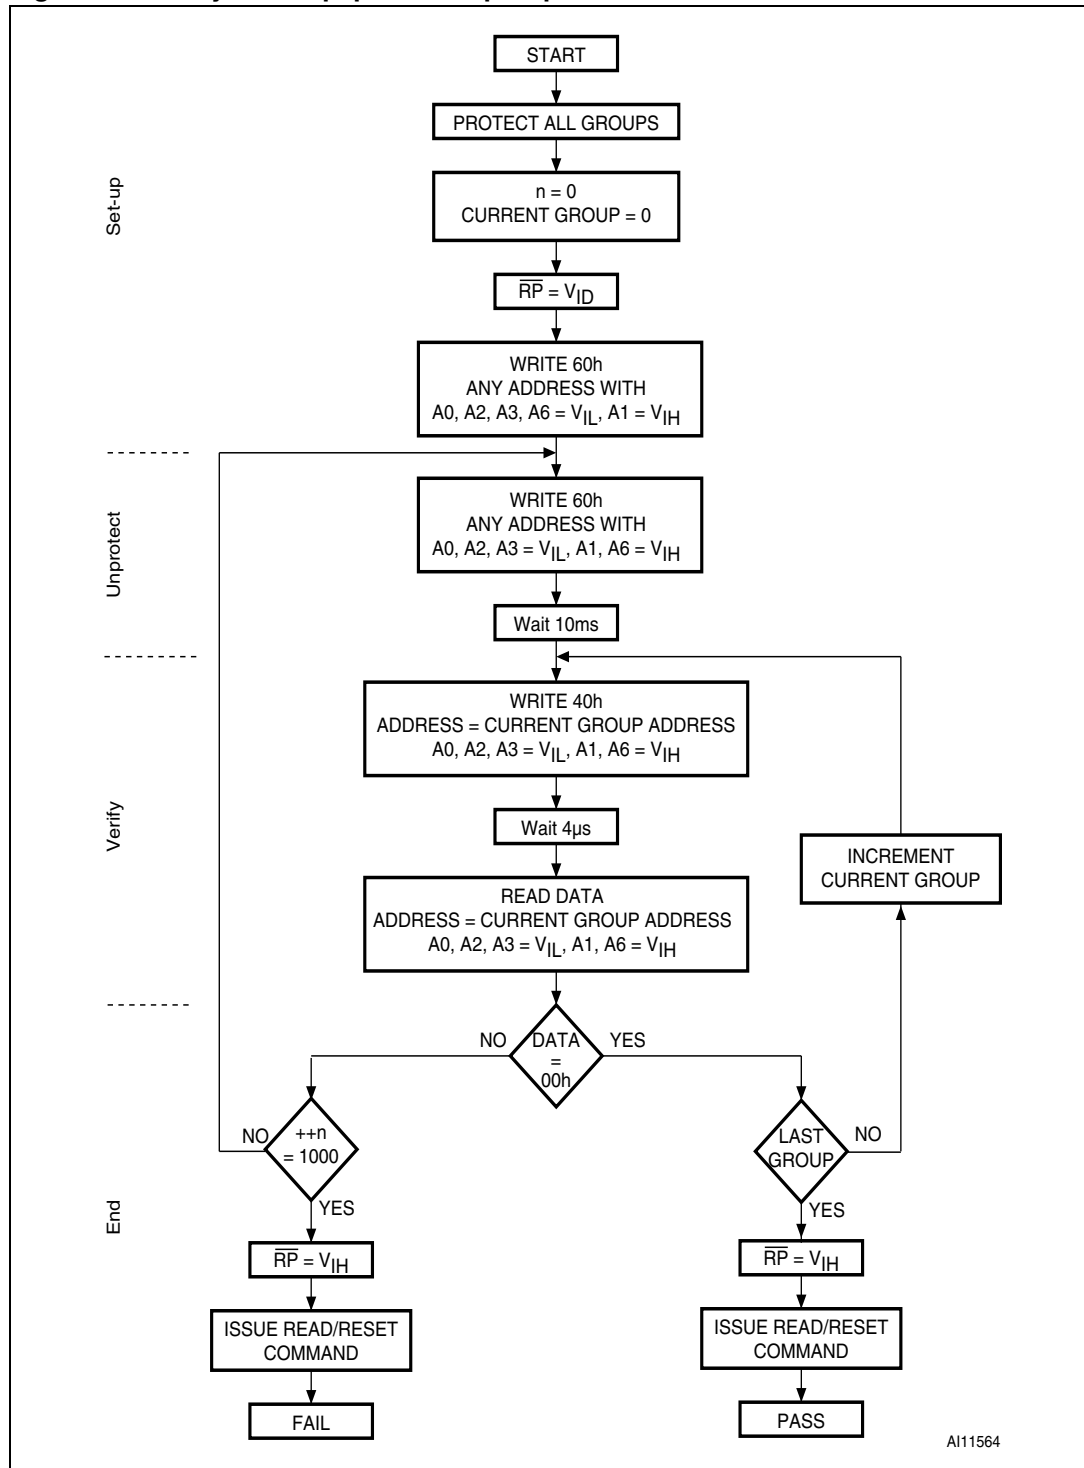 START
PROTECT ALL GROUPS
n = 0
CURRENT GROUP = 0
Set-up
R̅P̅ = VID
WRITE 60h
ANY ADDRESS WITH
A0, A2, A3, A6 = VIL, A1 = VIH
Unprotect
WRITE 60h
ANY ADDRESS WITH
A0, A2, A3 = VIL, A1, A6 = VIH
Wait 10ms
Verify
WRITE 40h
ADDRESS = CURRENT GROUP ADDRESS
A0, A2, A3 = VIL, A1, A6 = VIH
Wait 4µs
INCREMENT
CURRENT GROUP
READ DATA
ADDRESS = CURRENT GROUP ADDRESS
A0, A2, A3 = VIL, A1, A6 = VIH
End
NO
DATA
=
00h
YES
NO
++n
= 1000
YES
LAST
GROUP
NO
YES
R̅P̅ = VIH
R̅P̅ = VIH
ISSUE READ/RESET
COMMAND
ISSUE READ/RESET
COMMAND
FAIL
PASS
AI11564